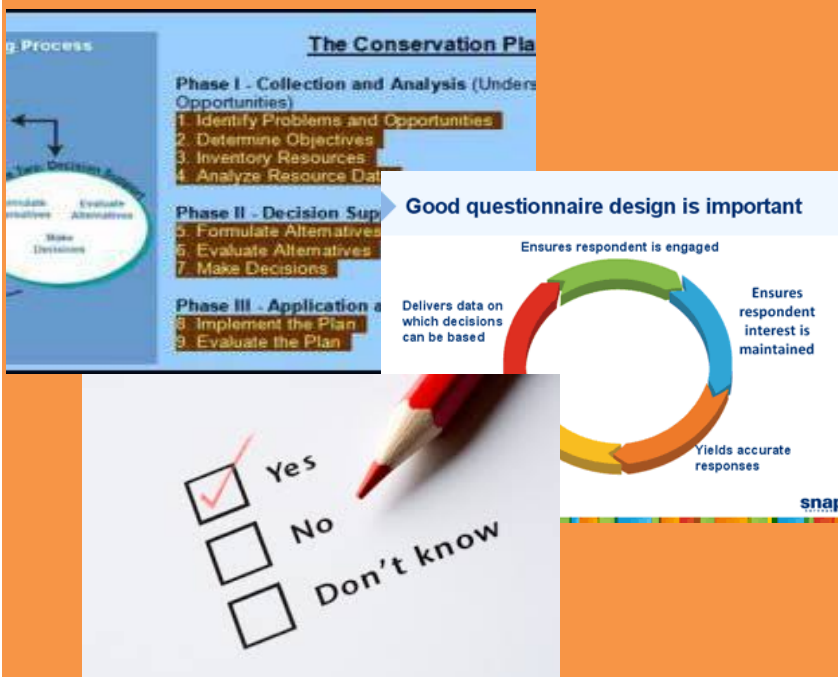 g Process
The Conservation Pla
Phase I - Collection and Analysis (Unders
Opportunities)
1. Identify Problems and Opportunities
2. Determine Objectives
3. Inventory Resources
4. Analyze Resource Dat
Two: Decision Support
Evaluate
Alternatives
Make
Decisions
Phase II - Decision Sup
5. Formulate Alternatives
6. Evaluate Alternatives
7. Make Decisions
Phase III - Application a
8. Implement the Plan
9. Evaluate the Plan
Good questionnaire design is important
Ensures respondent is engaged
Delivers data on
which decisions
can be based
Ensures
respondent
interest is
maintained
Yields accurate
responses
snap
Yes
No
Don't know